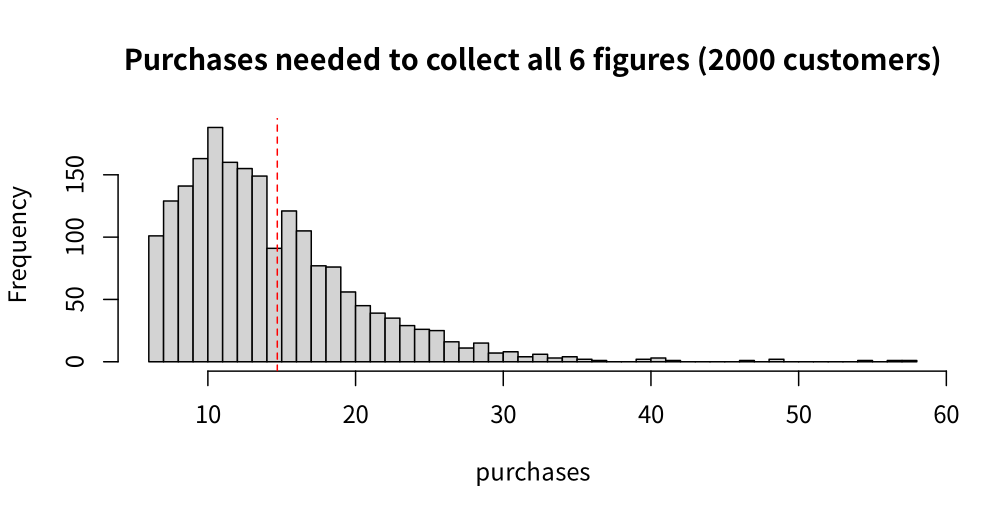 Purchases needed to collect all 6 figures (2000 customers)
Frequency
150
100
50
0
10 20 30 40 50 60
purchases